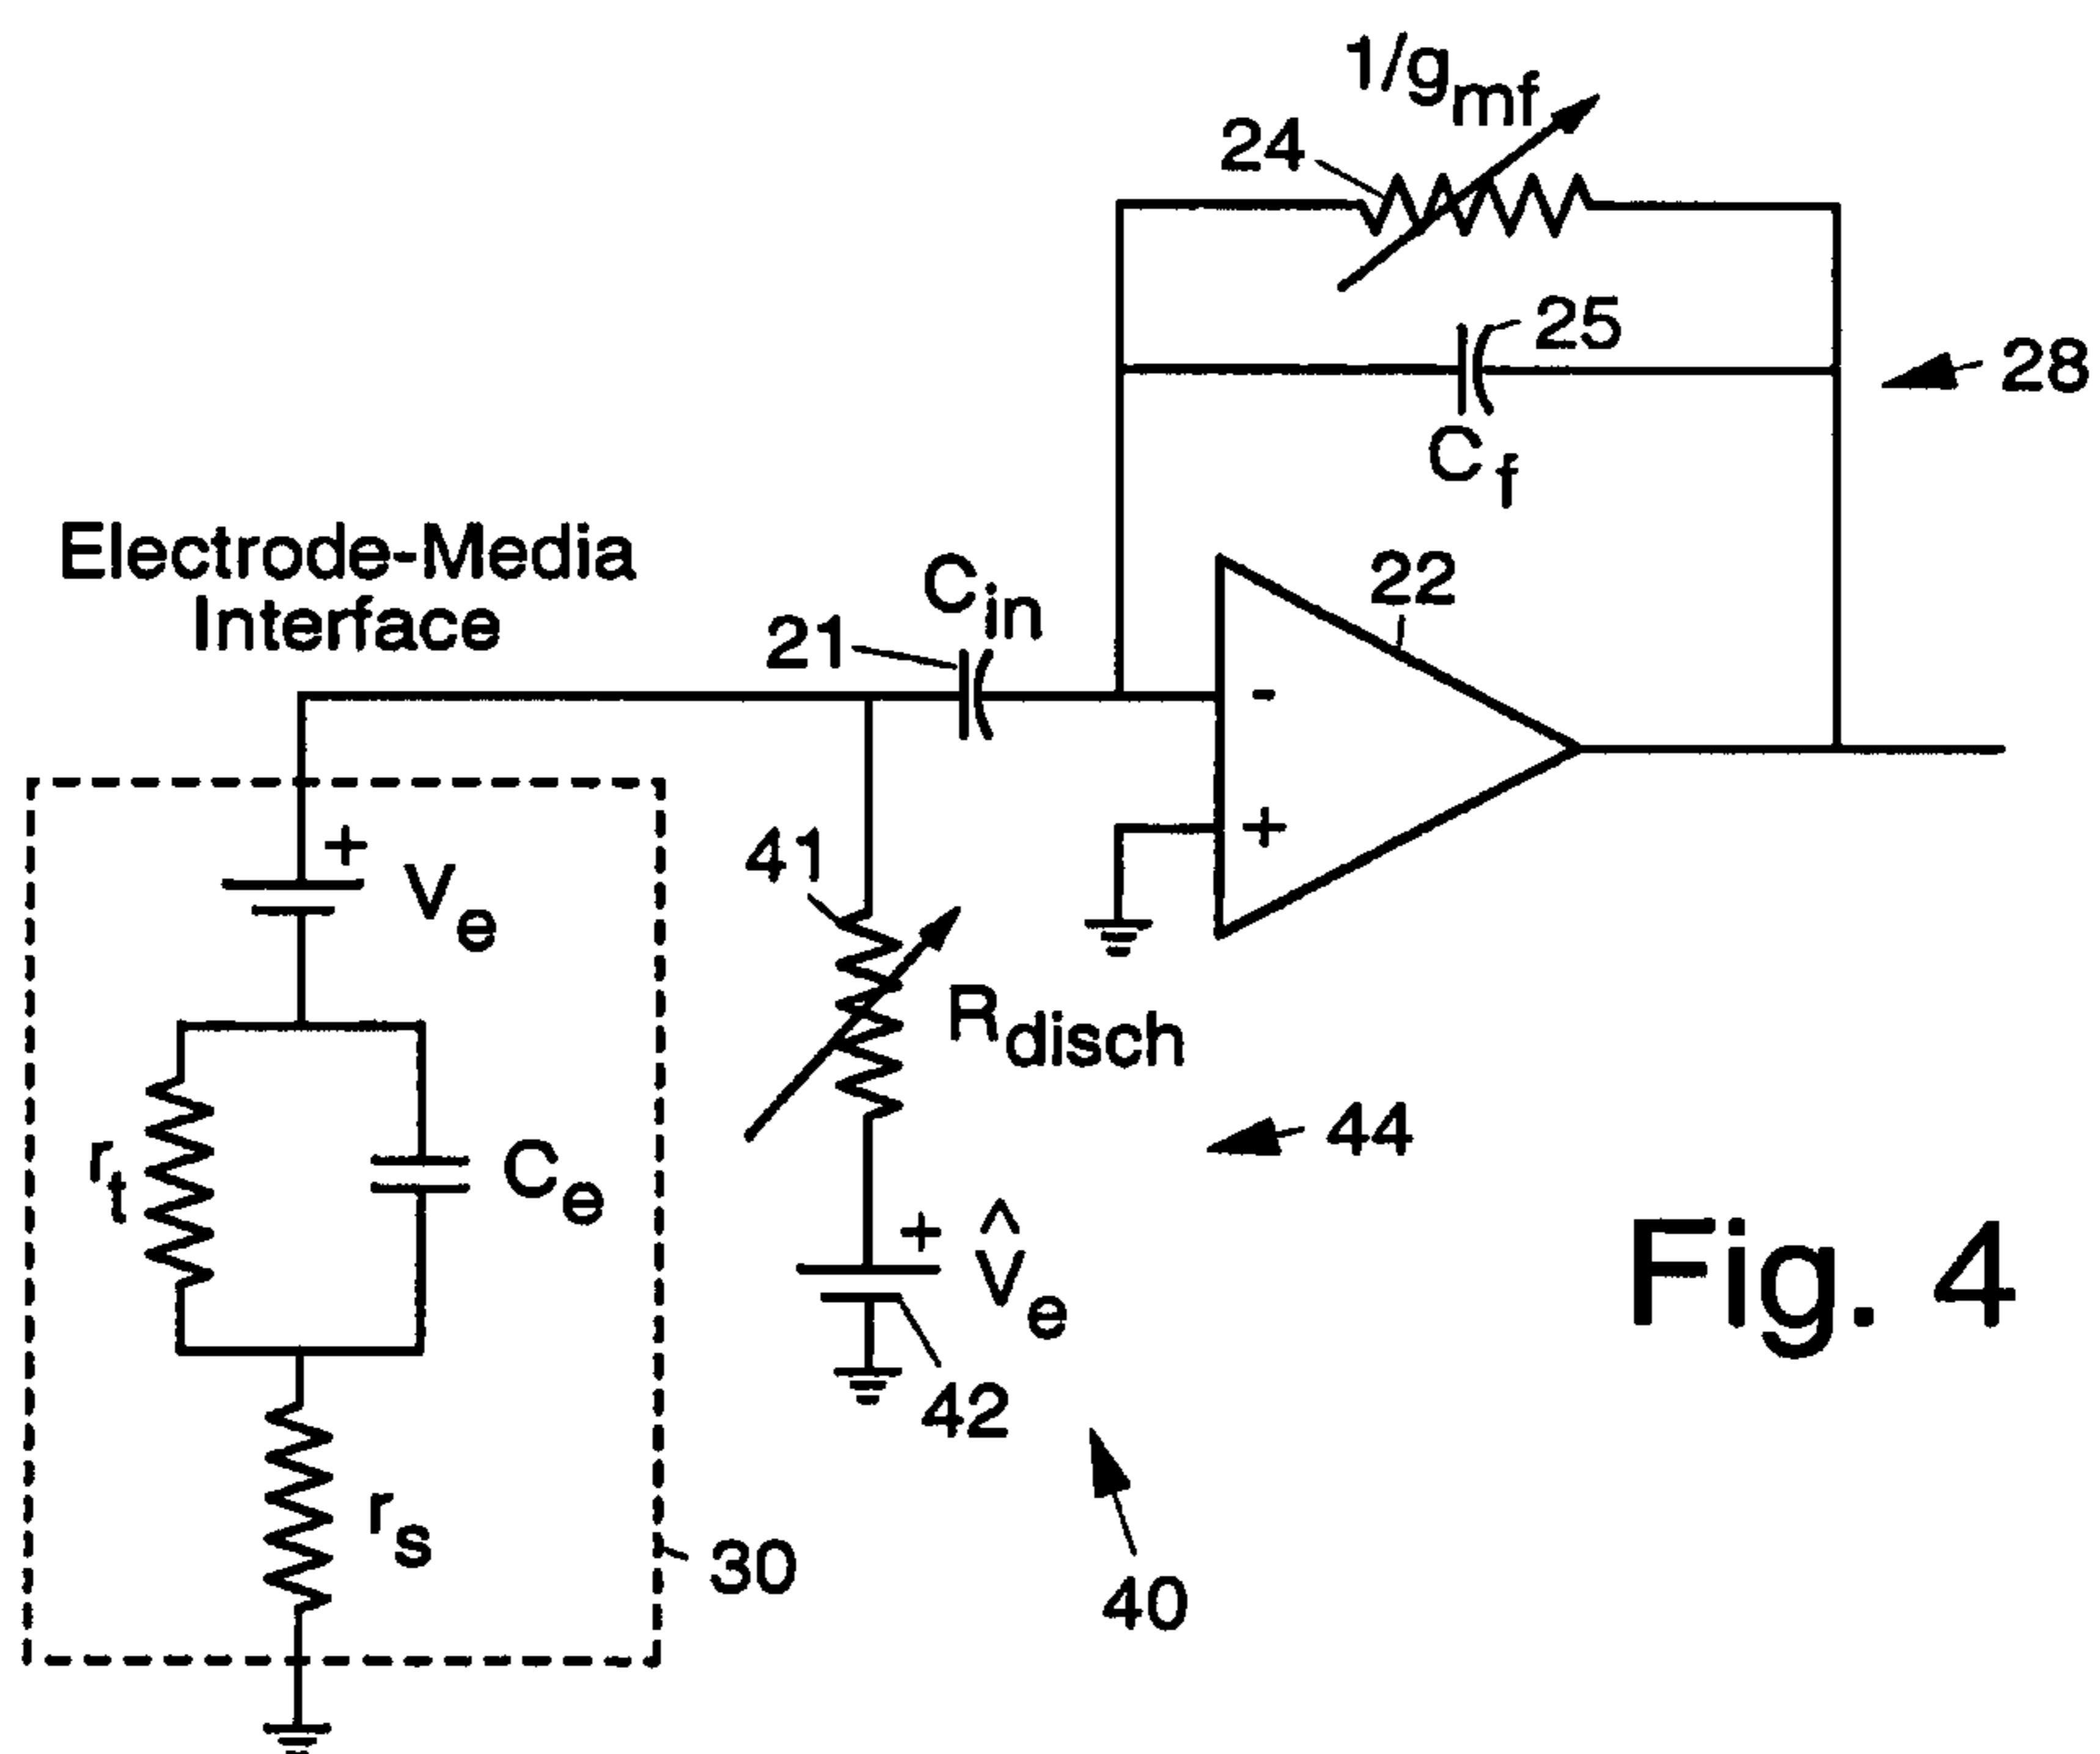 1/gmf
24
25
28
Cf
Electrode-Media
Interface
Cin
22
21
-
+
+
Ve
41
Rdisch
44
rt
Ce
+
V̂e
Fig. 4
42
rs
30
40